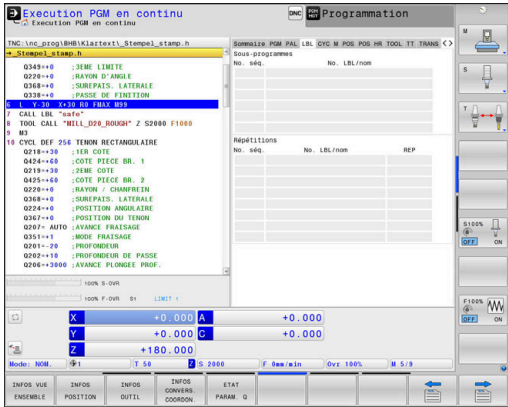 Execution PGM en continu
Execution PGM en continu
DNC
Programmation
TNC:\nc_prog\BHB\Klartext\_Stempel_stamp.h
→_Stempel_stamp.h
Q349=+0 ;3EME LIMITE
Q220=+0 ;RAYON D'ANGLE
Q368=+0 ;SUREPAIS. LATERALE
Q338=+0 ;PASSE DE FINITION
6 L Y-30 X+30 R0 FMAX M99
7 CALL LBL "safe"
8 TOOL CALL "MILL_D20_ROUGH" Z S2000 F1000
9 M3
10 CYCL DEF 256 TENON RECTANGULAIRE
Q218=+30 ;1ER COTE
Q424=+60 ;COTE PIECE BR. 1
Q219=+30 ;2EME COTE
Q425=+60 ;COTE PIECE BR. 2
Q220=+0 ;RAYON / CHANFREIN
Q368=+0 ;SUREPAIS. LATERALE
Q224=+0 ;POSITION ANGULAIRE
Q367=+0 ;POSITION DU TENON
Q207= AUTO ;AVANCE FRAISAGE
Q351=+1 ;MODE FRAISAGE
Q201=-20 ;PROFONDEUR
Q202=+10 ;PROFONDEUR DE PASSE
Q206=+3000 ;AVANCE PLONGEE PROF.
Sommaire PGM PAL LBL CYC M POS POS HR TOOL TT TRANS
Sous-programmes
No. séq. No. LBL/nom
Répétitions
No. séq. No. LBL/nom REP
100% S-OVR
100% F-OVR S1 LIMIT 1
X +0.000 A +0.000
Y +0.000 C +0.000
Z +180.000
Mode: NOM. 1 T 50 Z S 2000 F 0mm/min Ovr 100% M 5/9
INFOS VUE ENSEMBLE
INFOS POSITION
INFOS OUTIL
INFOS CONVERS. COORDON.
ETAT PARAM. Q
M
S
T
S100%
OFF ON
F100%
OFF ON